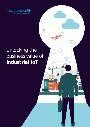 Unlocking the
business value of
Industrial IoT